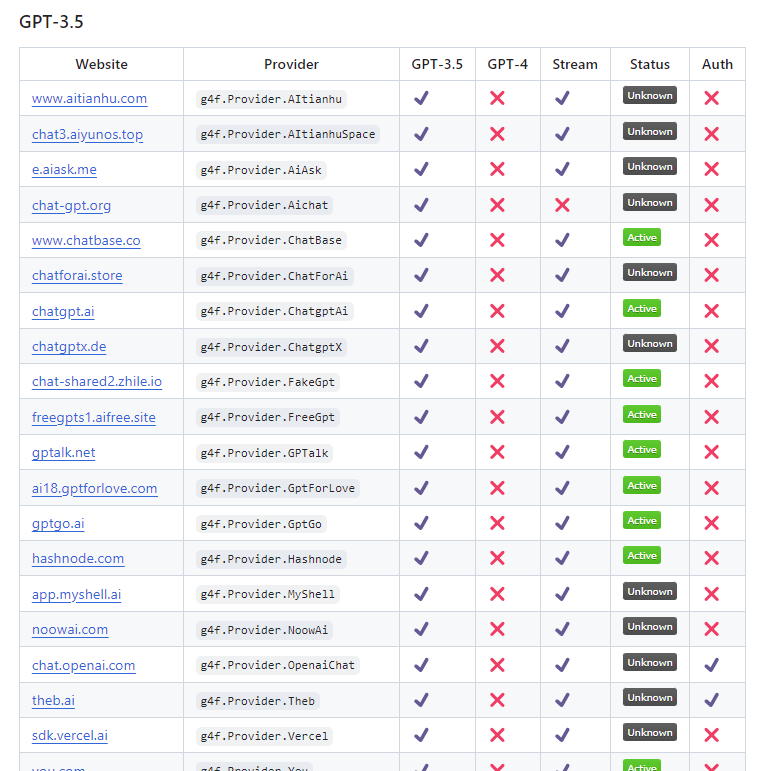 GPT-3.5
Website Provider GPT-3.5 GPT-4 Stream Status Auth
www.aitianhu.com g4f.Provider.AItianhu ✔ ❌ ✔ Unknown ❌
chat3.aiyunos.top g4f.Provider.AItianhuSpace ✔ ❌ ✔ Unknown ❌
e.aiask.me g4f.Provider.AiAsk ✔ ❌ ✔ Unknown ❌
chat-gpt.org g4f.Provider.Aichat ✔ ❌ ❌ Unknown ❌
www.chatbase.co g4f.Provider.ChatBase ✔ ❌ ✔ Active ❌
chatforai.store g4f.Provider.ChatForAi ✔ ❌ ✔ Unknown ❌
chatgpt.ai g4f.Provider.ChatgptAi ✔ ❌ ✔ Active ❌
chatgptx.de g4f.Provider.ChatgptX ✔ ❌ ✔ Unknown ❌
chat-shared2.zhile.io g4f.Provider.FakeGpt ✔ ❌ ✔ Active ❌
freegpts1.aifree.site g4f.Provider.FreeGpt ✔ ❌ ✔ Active ❌
gptalk.net g4f.Provider.GPTalk ✔ ❌ ✔ Active ❌
ai18.gptforlove.com g4f.Provider.GptForLove ✔ ❌ ✔ Active ❌
gptgo.ai g4f.Provider.GptGo ✔ ❌ ✔ Active ❌
hashnode.com g4f.Provider.Hashnode ✔ ❌ ✔ Active ❌
app.myshell.ai g4f.Provider.MyShell ✔ ❌ ✔ Unknown ❌
noowai.com g4f.Provider.NoowAi ✔ ❌ ✔ Unknown ❌
chat.openai.com g4f.Provider.OpenaiChat ✔ ❌ ✔ Unknown ✔
theb.ai g4f.Provider.Theb ✔ ❌ ✔ Unknown ✔
sdk.vercel.ai g4f.Provider.Vercel ✔ ❌ ✔ Unknown ❌
you.com g4f.Provider.You ✔ ❌ ✔ Active ❌